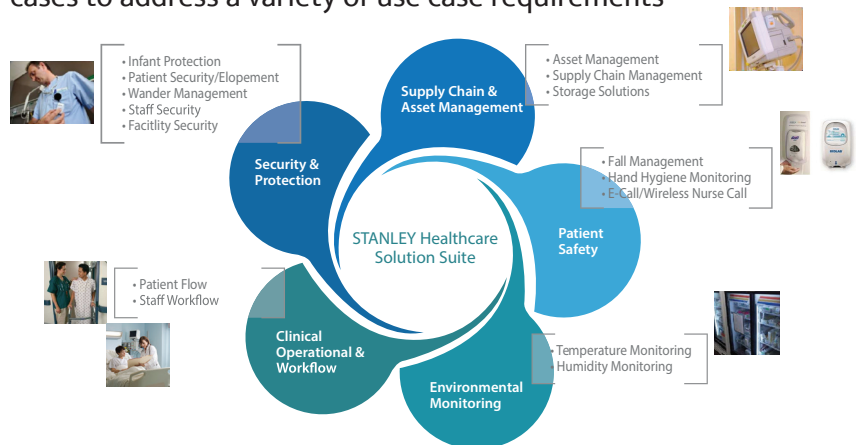 cases to address a variety of use case requirements
• Infant Protection
• Patient Security/Elopement
• Wander Management
• Staff Security
• Facitlity Security
Supply Chain &
Asset Management
• Asset Management
• Supply Chain Management
• Storage Solutions
Security &
Protection
• Fall Management
• Hand Hygiene Monitoring
• E-Call/Wireless Nurse Call
STANLEY Healthcare
Solution Suite
Patient
Safety
• Patient Flow
• Staff Workflow
Clinical
Operational &
Workflow
Environmental
Monitoring
• Temperature Monitoring
• Humidity Monitoring